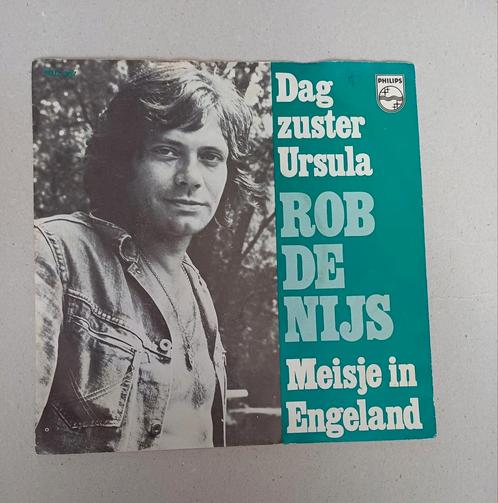 Dag
zuster
Ursula
PHILIPS
ROB
DE
NIJS
Meisje in
Engeland